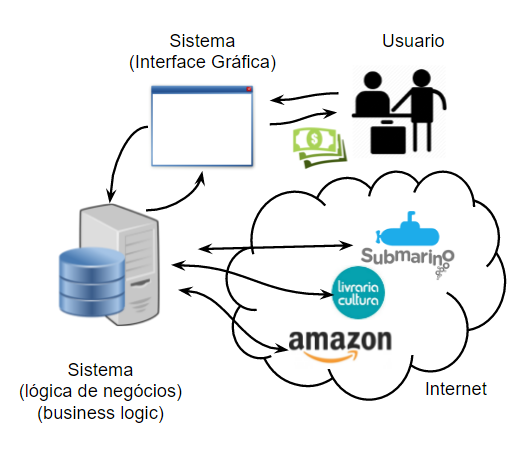 Sistema
(Interface Gráfica)
Usuario
$
Submarino
livraria
cultura
amazon
Internet
Sistema
(lógica de negócios)
(business logic)